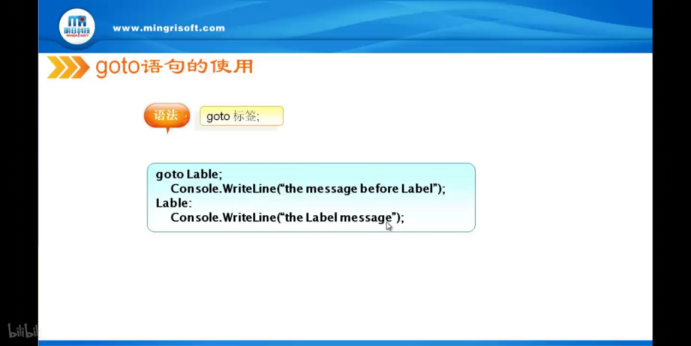 www.mingrisoft.com
goto语句的使用
语法
goto 标签;
goto Lable;
Console.WriteLine(“the message before Label”);
Lable:
Console.WriteLine(“the Label message”);